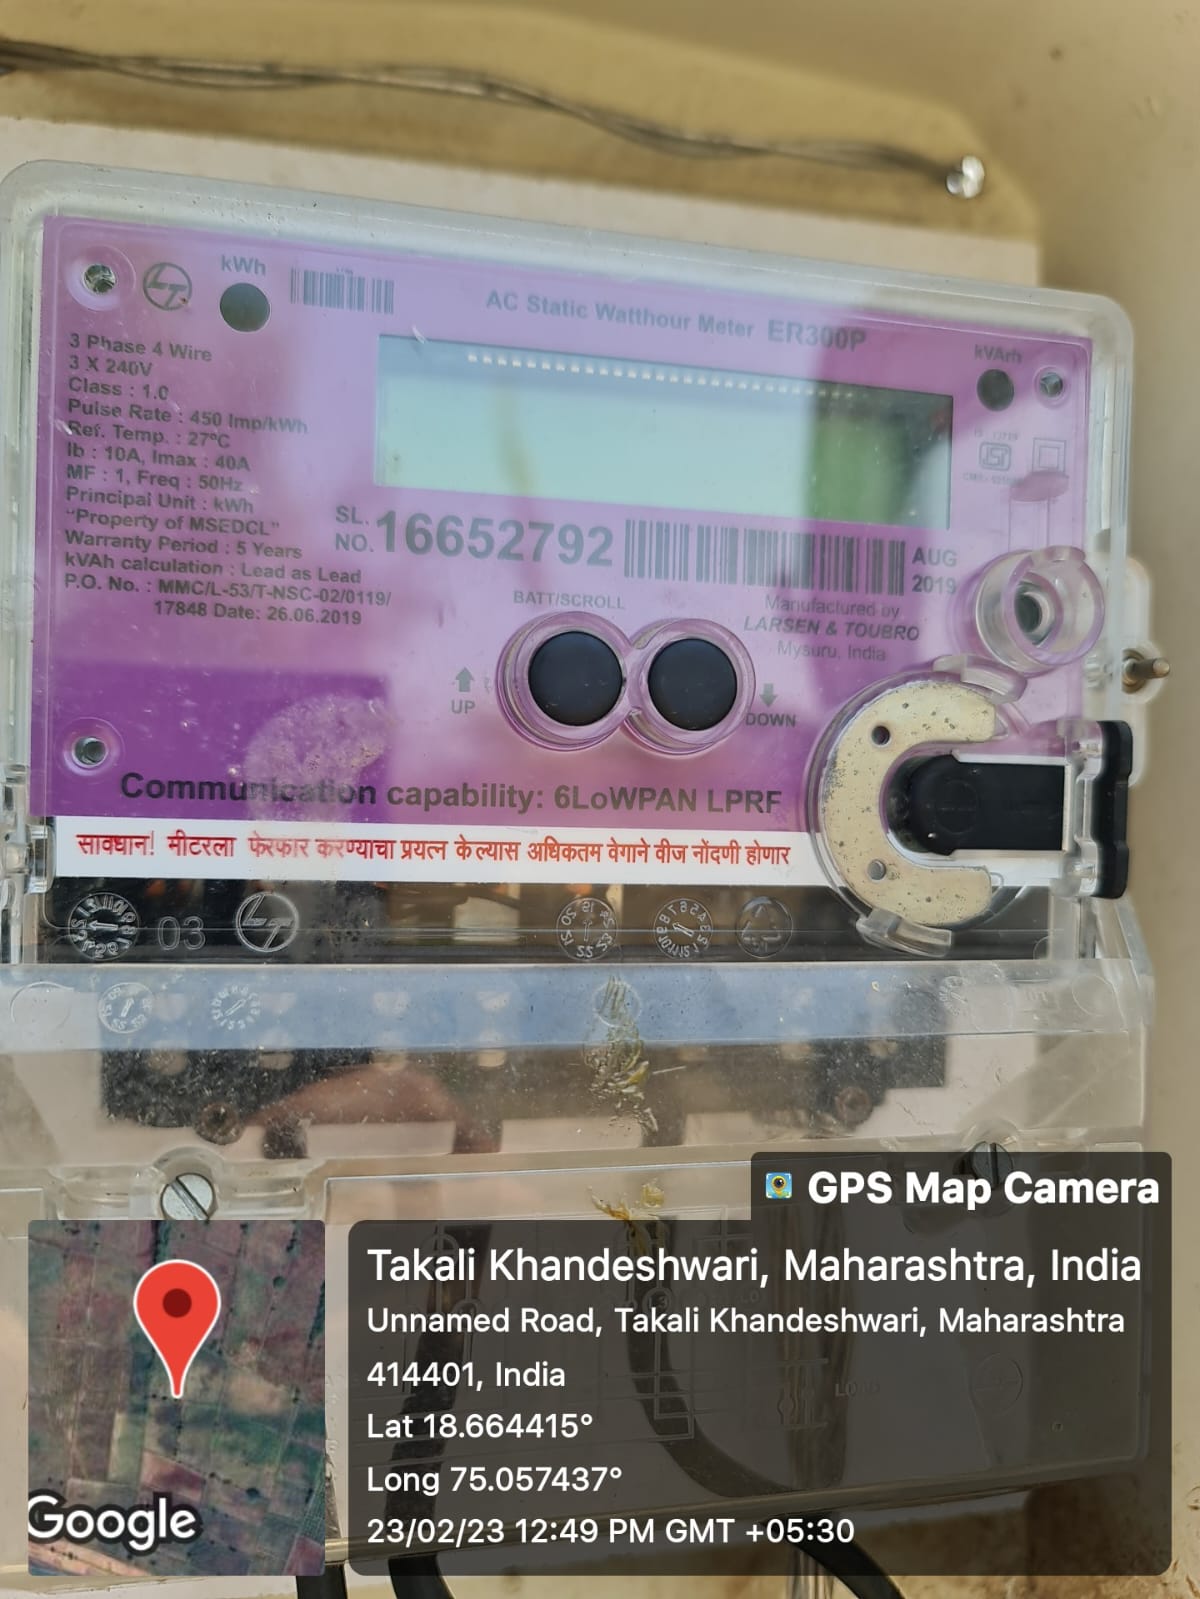 kWh
AC Static Watthour Meter ER300P
kVArh
3 Phase 4 Wire
3 X 240V
Class : 1.0
Pulse Rate : 450 Imp/kWh
Ref. Temp. : 27°C
Ib : 10A, Imax : 40A
MF : 1, Freq : 50Hz
Principal Unit : kWh
"Property of MSEDCL"
Warranty Period : 5 Years
kVAh calculation : Lead as Lead
P.O. No. : MMC/L-53/T-NSC-02/0119/
17848 Date: 26.06.2019
SL.
NO. 16652792
AUG
2019
BATT/SCROLL
Manufactured by
LARSEN & TOUBRO
Mysuru, India
UP
DOWN
Communication capability: 6LoWPAN LPRF
सावधान! मीटरला फेरफार करण्याचा प्रयत्न केल्यास अधिकतम वेगाने वीज नोंदणी होणार
03
GPS Map Camera
Takali Khandeshwari, Maharashtra, India
Unnamed Road, Takali Khandeshwari, Maharashtra
414401, India
Lat 18.664415°
Long 75.057437°
23/02/23 12:49 PM GMT +05:30
Google